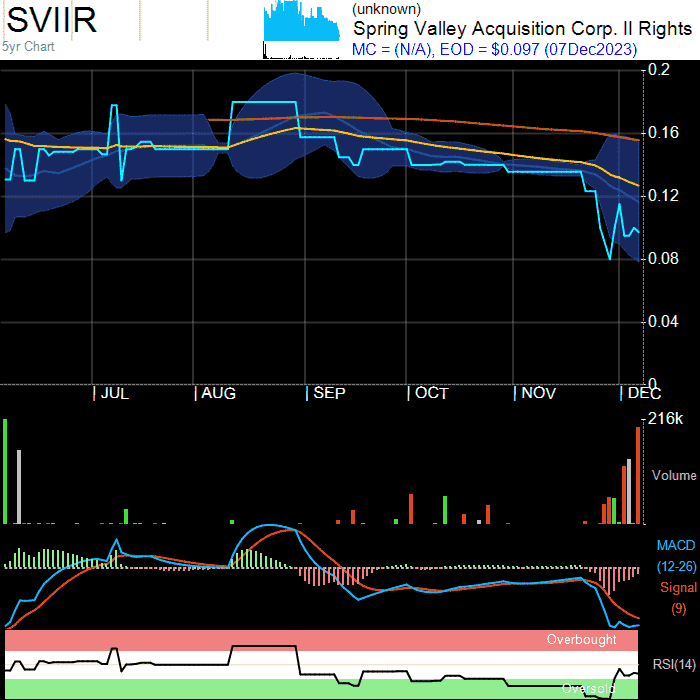 SVIIR
5yr Chart
(unknown)
Spring Valley Acquisition Corp. II Rights
MC = (N/A), EOD = $0.097 (07Dec2023)
0.2
0.16
0.12
0.08
0.04
0
JUL AUG SEP OCT NOV DEC
216k
Volume
MACD
(12-26)
Signal
(9)
Overbought
RSI(14)
Oversold